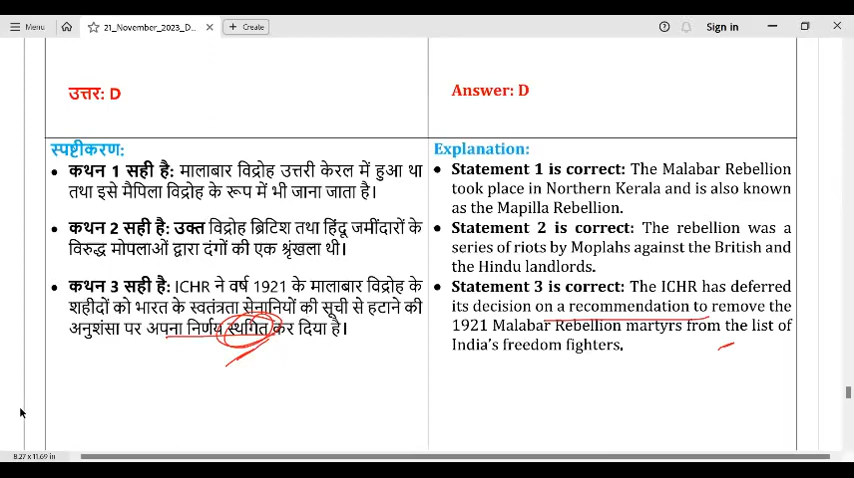 Menu
21_November_2023_D...
+ Create
Sign in
उत्तर: D
Answer: D
स्पष्टीकरण:
• कथन 1 सही है: मालाबार विद्रोह उत्तरी केरल में हुआ था
तथा इसे मैपिला विद्रोह के रूप में भी जाना जाता है।
• कथन 2 सही है: उक्त विद्रोह ब्रिटिश तथा हिंदू जमींदारों के
विरुद्ध मोपलाओं द्वारा दंगों की एक श्रृंखला थी।
• कथन 3 सही है: ICHR ने वर्ष 1921 के मालाबार विद्रोह के
शहीदों को भारत के स्वतंत्रता सेनानियों की सूची से हटाने की
अनुशंसा पर अपना निर्णय स्थगित कर दिया है।
Explanation:
• Statement 1 is correct: The Malabar Rebellion
took place in Northern Kerala and is also known
as the Mapilla Rebellion.
• Statement 2 is correct: The rebellion was a
series of riots by Moplahs against the British and
the Hindu landlords.
• Statement 3 is correct: The ICHR has deferred
its decision on a recommendation to remove the
1921 Malabar Rebellion martyrs from the list of
India's freedom fighters.
8.27 x 11.69 in